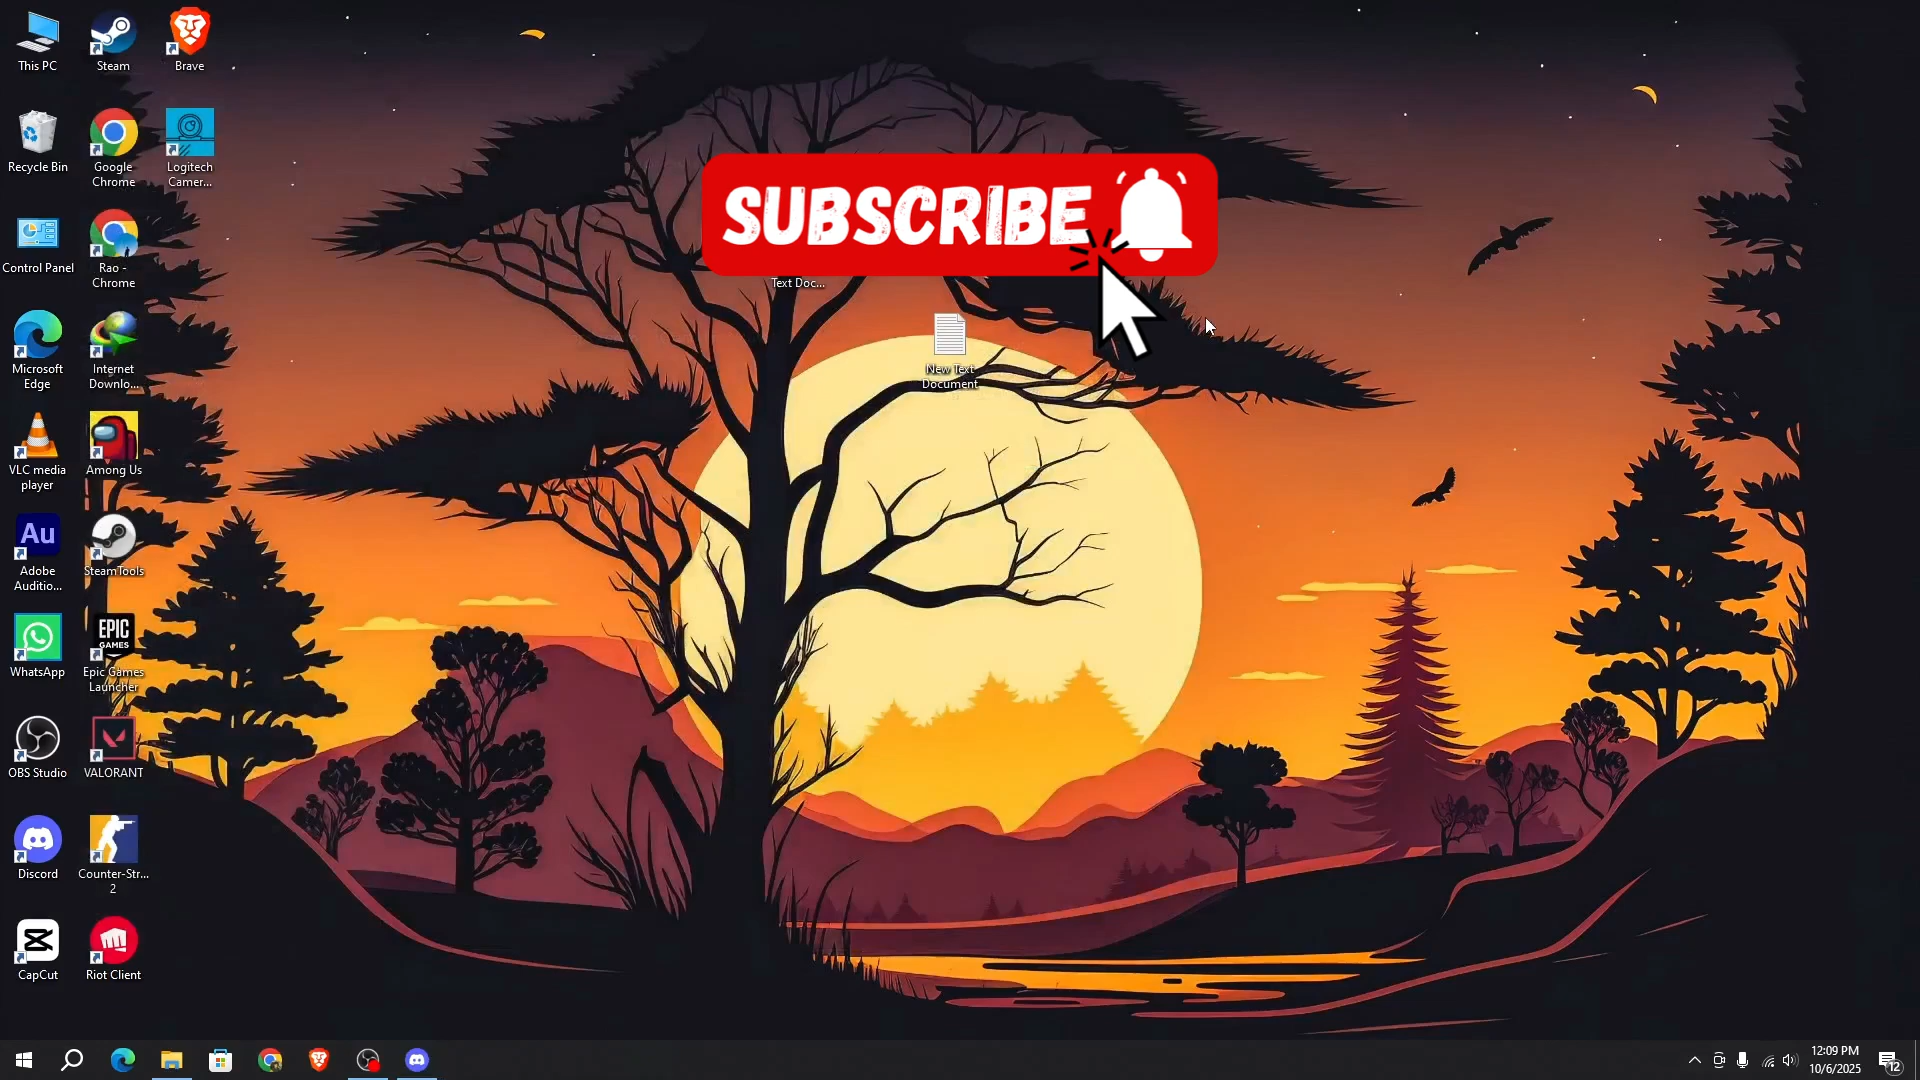 This PC
Steam
Brave
Recycle Bin
Google
Chrome
Logitech
Camer...
Control Panel
Rao -
Chrome
SUBSCRIBE
Text Doc...
New Text
Document
Microsoft
Edge
Internet
Downlo...
VLC media
player
Among Us
Au
Adobe
Auditio...
SteamTools
WhatsApp
EPIC
GAMES
Epic Games
Launcher
OBS Studio
VALORANT
Discord
Counter-Str...
2
CapCut
Riot Client
12:09 PM
10/6/2025
12